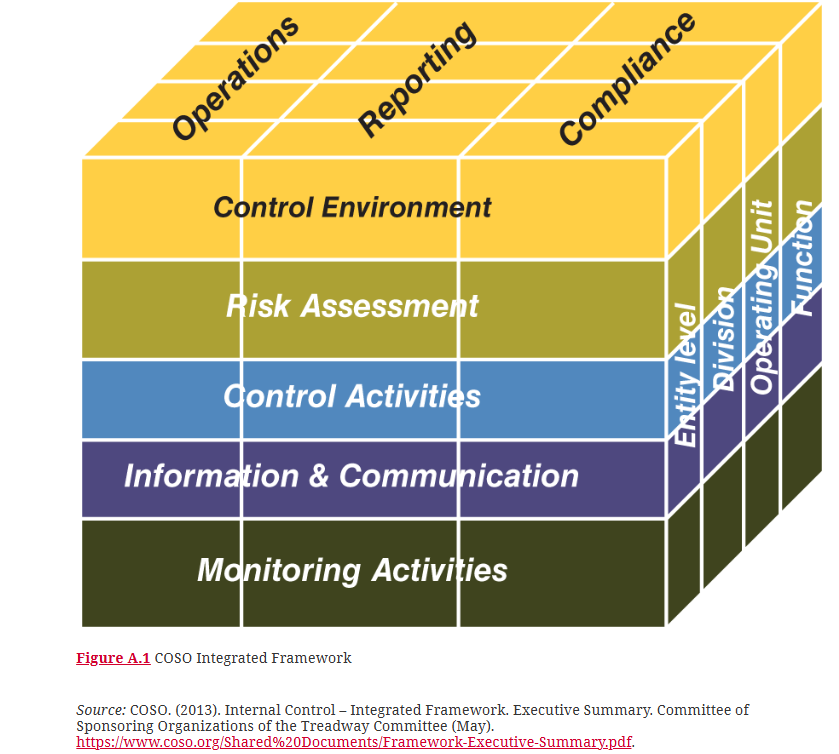 Operations
Reporting
Compliance
Control Environment
Risk Assessment
Control Activities
Information & Communication
Monitoring Activities
Entity level
Division
Operating Unit
Function
Figure A.1 COSO Integrated Framework
Source: COSO. (2013). Internal Control – Integrated Framework. Executive Summary. Committee of
Sponsoring Organizations of the Treadway Committee (May).
https://www.coso.org/Shared%20Documents/Framework-Executive-Summary.pdf.